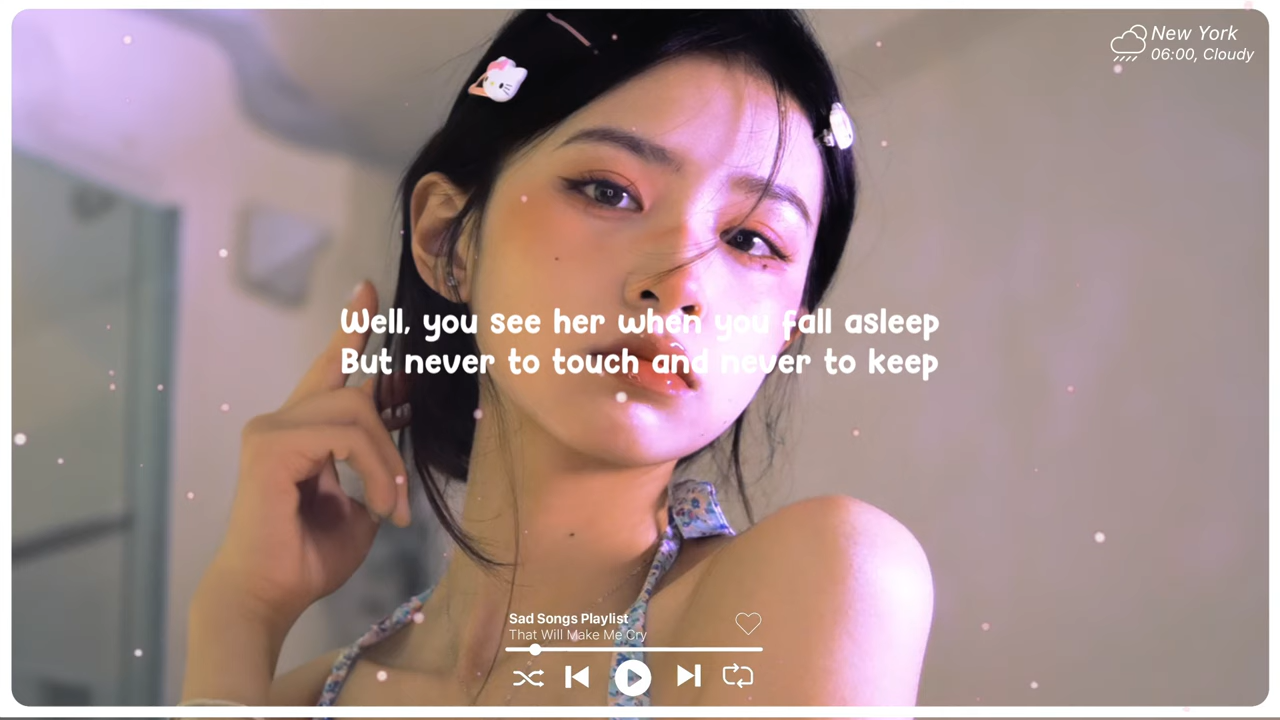 New York
06:00, Cloudy
Well, you see her when you fall asleep
But never to touch and never to keep
Sad Songs Playlist
That Will Make Me Cry